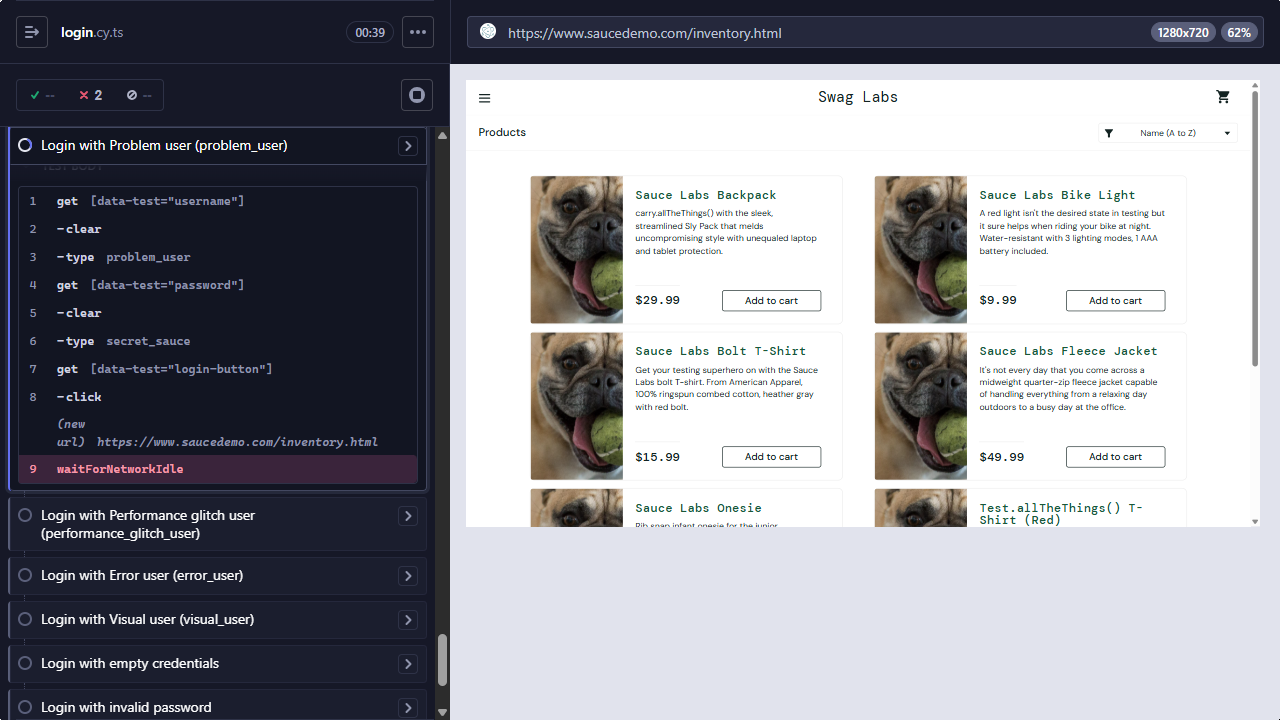 login.cy.ts
00:39
https://www.saucedemo.com/inventory.html
1280x720
62%
--
2
--
Login with Problem user (problem_user)
TEST BODY
1 get [data-test="username"]
2 -clear
3 -type problem_user
4 get [data-test="password"]
5 -clear
6 -type secret_sauce
7 get [data-test="login-button"]
8 -click
(new
url) https://www.saucedemo.com/inventory.html
9 waitForNetworkIdle
Login with Performance glitch user
(performance_glitch_user)
Login with Error user (error_user)
Login with Visual user (visual_user)
Login with empty credentials
Login with invalid password
Swag Labs
Products
Name (A to Z)
Sauce Labs Backpack
carry.allTheThings() with the sleek,
streamlined Sly Pack that melds
uncompromising style with unequaled laptop
and tablet protection.
$29.99
Add to cart
Sauce Labs Bike Light
A red light isn't the desired state in testing but
it sure helps when riding your bike at night.
Water-resistant with 3 lighting modes, 1 AAA
battery included.
$9.99
Add to cart
Sauce Labs Bolt T-Shirt
Get your testing superhero on with the Sauce
Labs bolt T-shirt. From American Apparel,
100% ringspun combed cotton, heather gray
with red bolt.
$15.99
Add to cart
Sauce Labs Fleece Jacket
It's not every day that you come across a
midweight quarter-zip fleece jacket capable
of handling everything from a relaxing day
outdoors to a busy day at the office.
$49.99
Add to cart
Sauce Labs Onesie
Rib snap infant onesie for the junior
Test.allTheThings() T-
Shirt (Red)